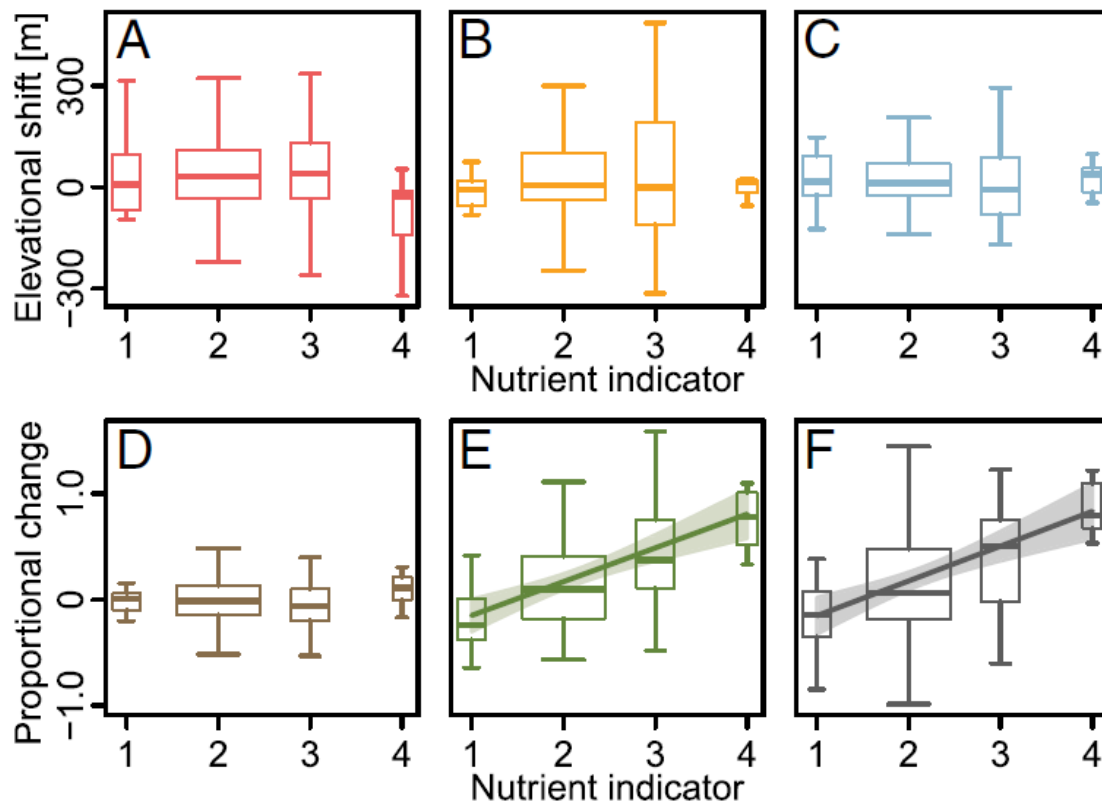 A B C
Elevational shift [m]
300
0
−300
1 2 3 4 1 2 3 4 1 2 3 4
Nutrient indicator
D E F
Proportional change
1.0
0
−1.0
1 2 3 4 1 2 3 4 1 2 3 4
Nutrient indicator